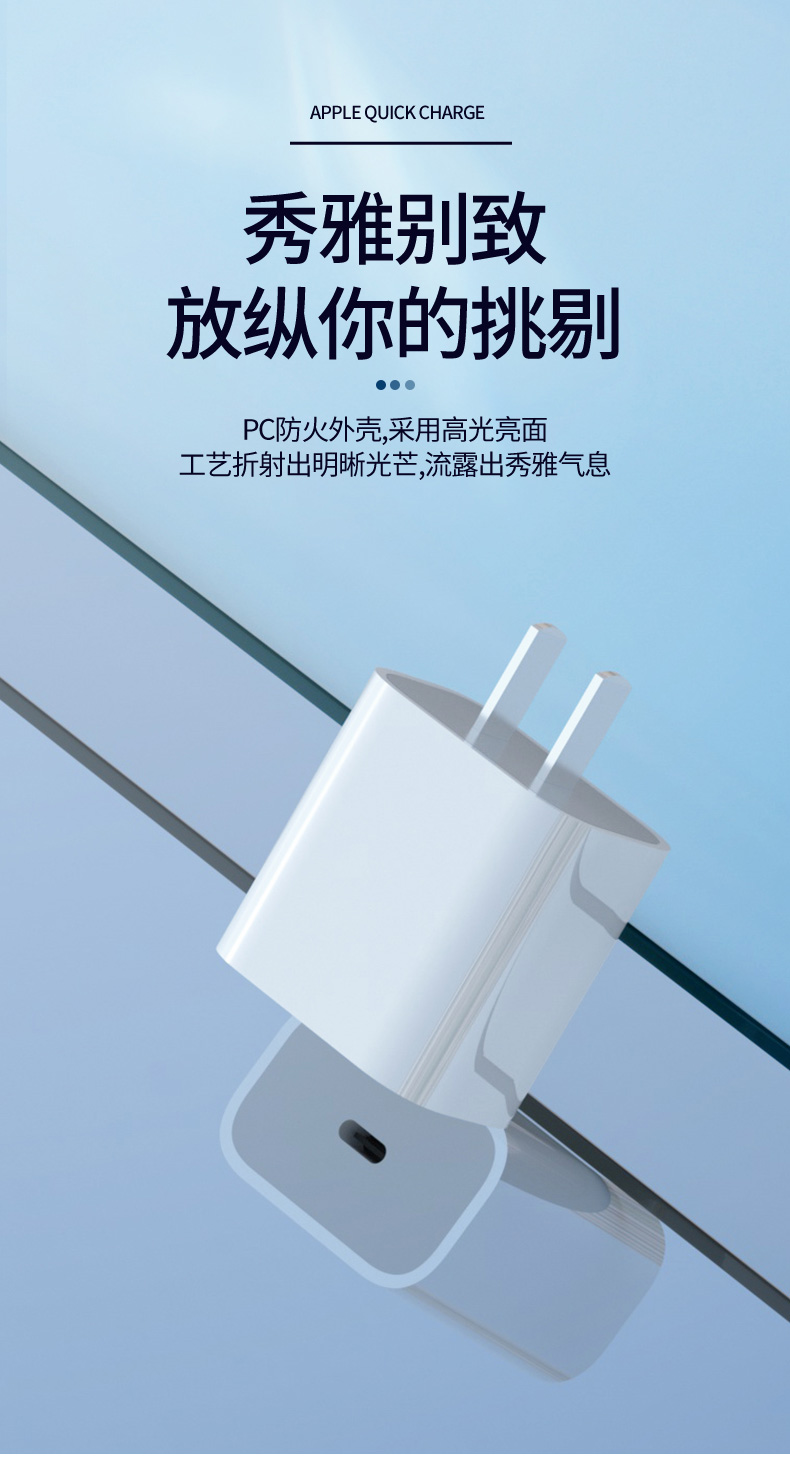 APPLE QUICK CHARGE
秀雅别致
放纵你的挑剔
PC防火外壳,采用高光亮面
工艺折射出明晰光芒,流露出秀雅气息